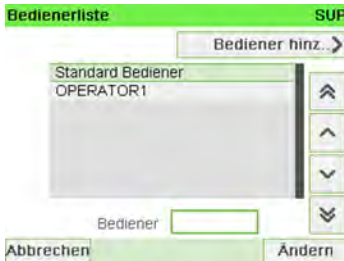 Bedienerliste SUP
Bediener hinz..
Standard Bediener
OPERATOR1
Bediener
Abbrechen Ändern